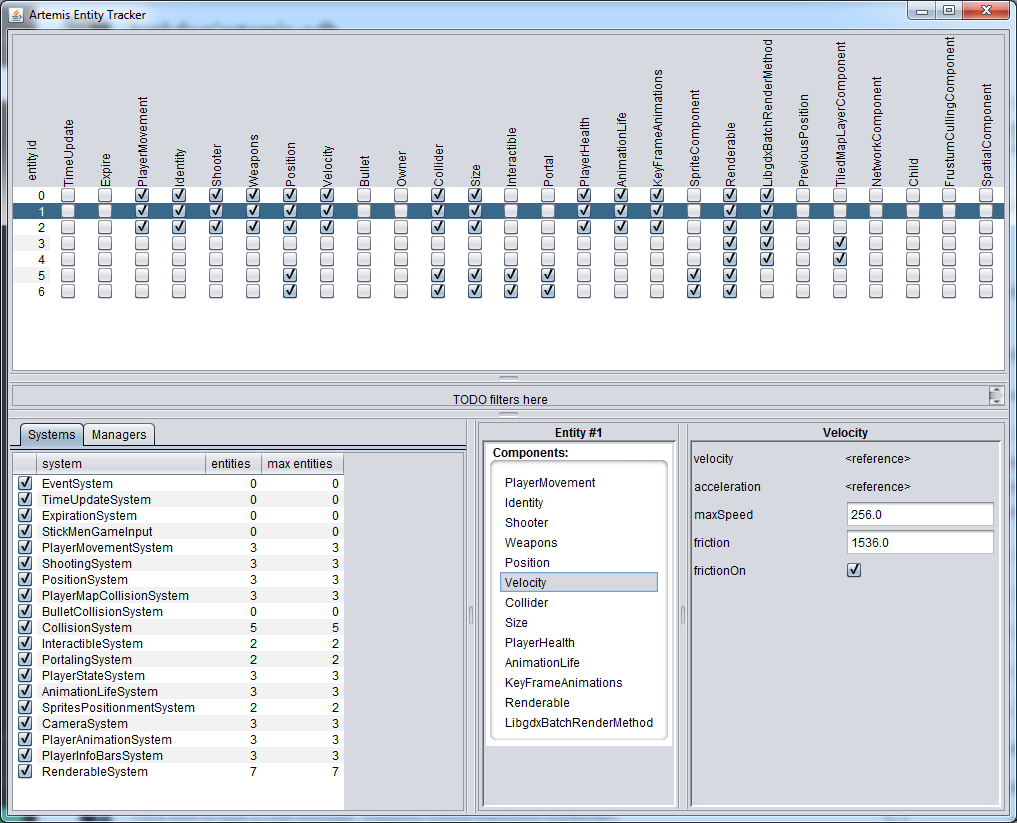 Artemis Entity Tracker
entity id TimeUpdate Expire PlayerMovement Identity Shooter Weapons Position Velocity Bullet Owner Collider Size Interactible Portal PlayerHealth AnimationLife KeyFrameAnimations SpriteComponent Renderable LibgdxBatchRenderMethod PreviousPosition TiledMapLayerComponent NetworkComponent Child FrustumCullingComponent SpatialComponent
0
1
2
3
4
5
6
TODO filters here
Systems Managers
system entities max entities
EventSystem 0 0
TimeUpdateSystem 0 0
ExpirationSystem 0 0
StickMenGameInput 0 0
PlayerMovementSystem 3 3
ShootingSystem 3 3
PositionSystem 3 3
PlayerMapCollisionSystem 3 3
BulletCollisionSystem 0 0
CollisionSystem 5 5
InteractibleSystem 2 2
PortalingSystem 2 2
PlayerStateSystem 3 3
AnimationLifeSystem 3 3
SpritesPositionmentSystem 2 2
CameraSystem 3 3
PlayerAnimationSystem 3 3
PlayerInfoBarsSystem 3 3
RenderableSystem 7 7
Entity #1
Components:
PlayerMovement
Identity
Shooter
Weapons
Position
Velocity
Collider
Size
PlayerHealth
AnimationLife
KeyFrameAnimations
Renderable
LibgdxBatchRenderMethod
Velocity
velocity <reference>
acceleration <reference>
maxSpeed 256.0
friction 1536.0
frictionOn